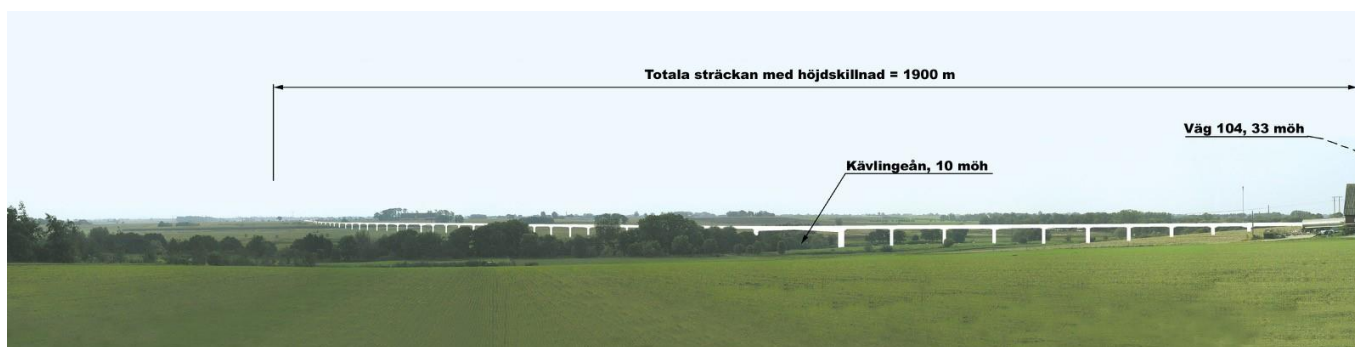 Totala sträckan med höjdskillnad = 1900 m
Väg 104, 33 möh
Kävlingeån, 10 möh